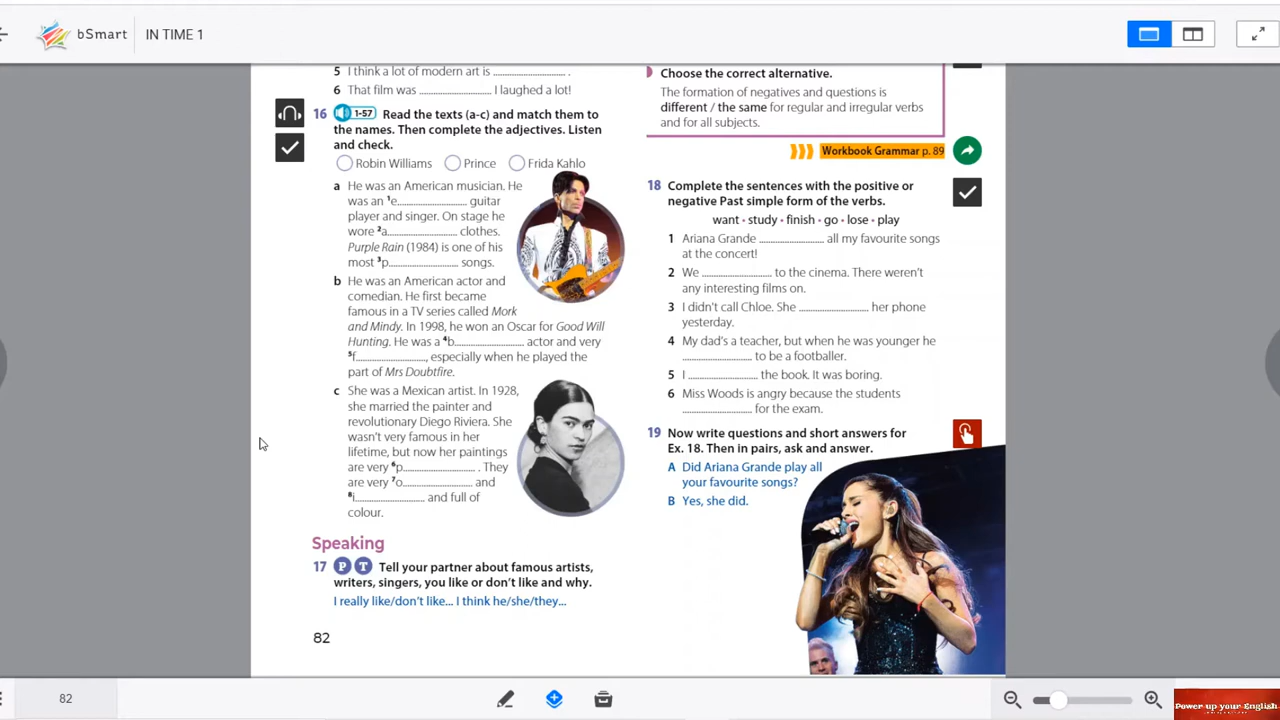 bSmart
IN TIME 1
5 I think a lot of modern art is ............................ .
6 That film was ............................ I laughed a lot!
16 1-57 Read the texts (a-c) and match them to
the names. Then complete the adjectives. Listen
and check.
Robin Williams Prince Frida Kahlo
a He was an American musician. He
was an 1e............................ guitar
player and singer. On stage he
wore 2a............................ clothes.
Purple Rain (1984) is one of his
most 3p............................ songs.
b He was an American actor and
comedian. He first became
famous in a TV series called Mork
and Mindy. In 1998, he won an Oscar for Good Will
Hunting. He was a 4b............................ actor and very
5f............................, especially when he played the
part of Mrs Doubtfire.
c She was a Mexican artist. In 1928,
she married the painter and
revolutionary Diego Riviera. She
wasn't very famous in her
lifetime, but now her paintings
are very 6p............................ . They
are very 7o............................ and
8i............................ and full of
colour.
Speaking
17 P T Tell your partner about famous artists,
writers, singers, you like or don't like and why.
I really like/don't like... I think he/she/they...
82
Choose the correct alternative.
The formation of negatives and questions is
different / the same for regular and irregular verbs
and for all subjects.
Workbook Grammar p. 89
18 Complete the sentences with the positive or
negative Past simple form of the verbs.
want • study • finish • go • lose • play
1 Ariana Grande ............................ all my favourite songs
at the concert!
2 We ............................ to the cinema. There weren't
any interesting films on.
3 I didn't call Chloe. She ............................ her phone
yesterday.
4 My dad's a teacher, but when he was younger he
............................ to be a footballer.
5 I ............................ the book. It was boring.
6 Miss Woods is angry because the students
............................ for the exam.
19 Now write questions and short answers for
Ex. 18. Then in pairs, ask and answer.
A Did Ariana Grande play all
your favourite songs?
B Yes, she did.
82
Power up your English